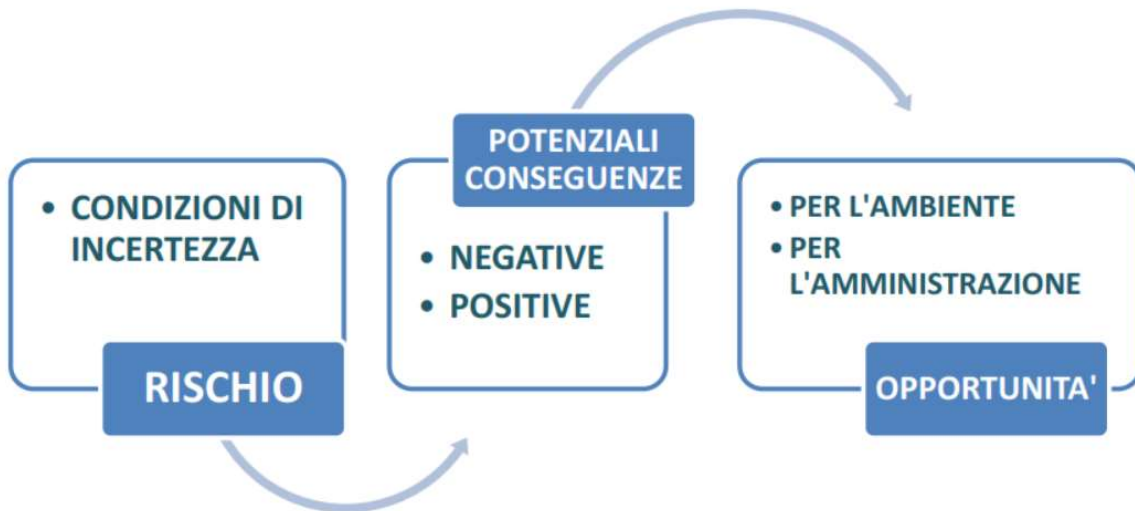 • CONDIZIONI DI
INCERTEZZA
RISCHIO
POTENZIALI
CONSEGUENZE
• NEGATIVE
• POSITIVE
• PER L'AMBIENTE
• PER
L'AMMINISTRAZIONE
OPPORTUNITA'